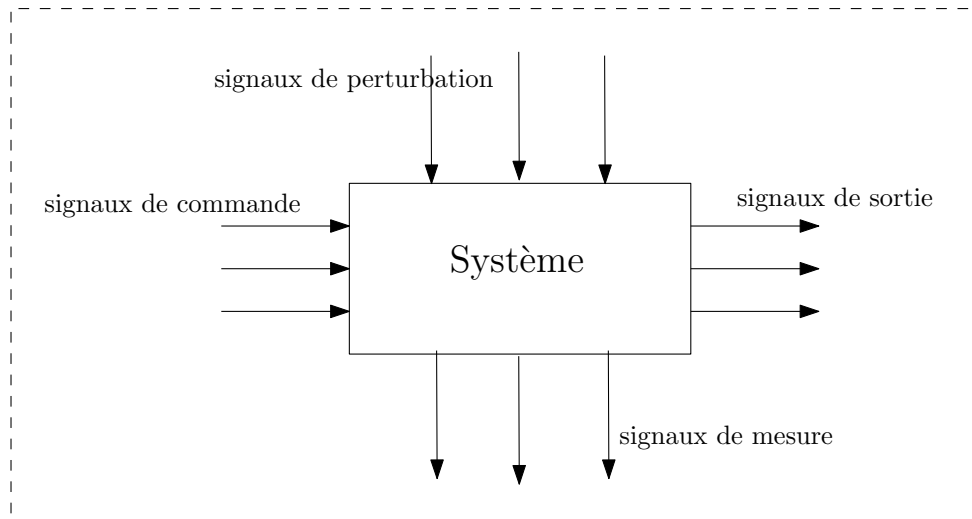 signaux de perturbation
signaux de commande
signaux de sortie
Système
signaux de mesure